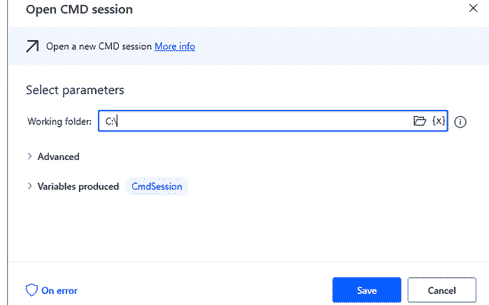 Open CMD session
Open a new CMD session More info
Select parameters
Working folder: C:\ {x}
Advanced
Variables produced CmdSession
On error Save Cancel